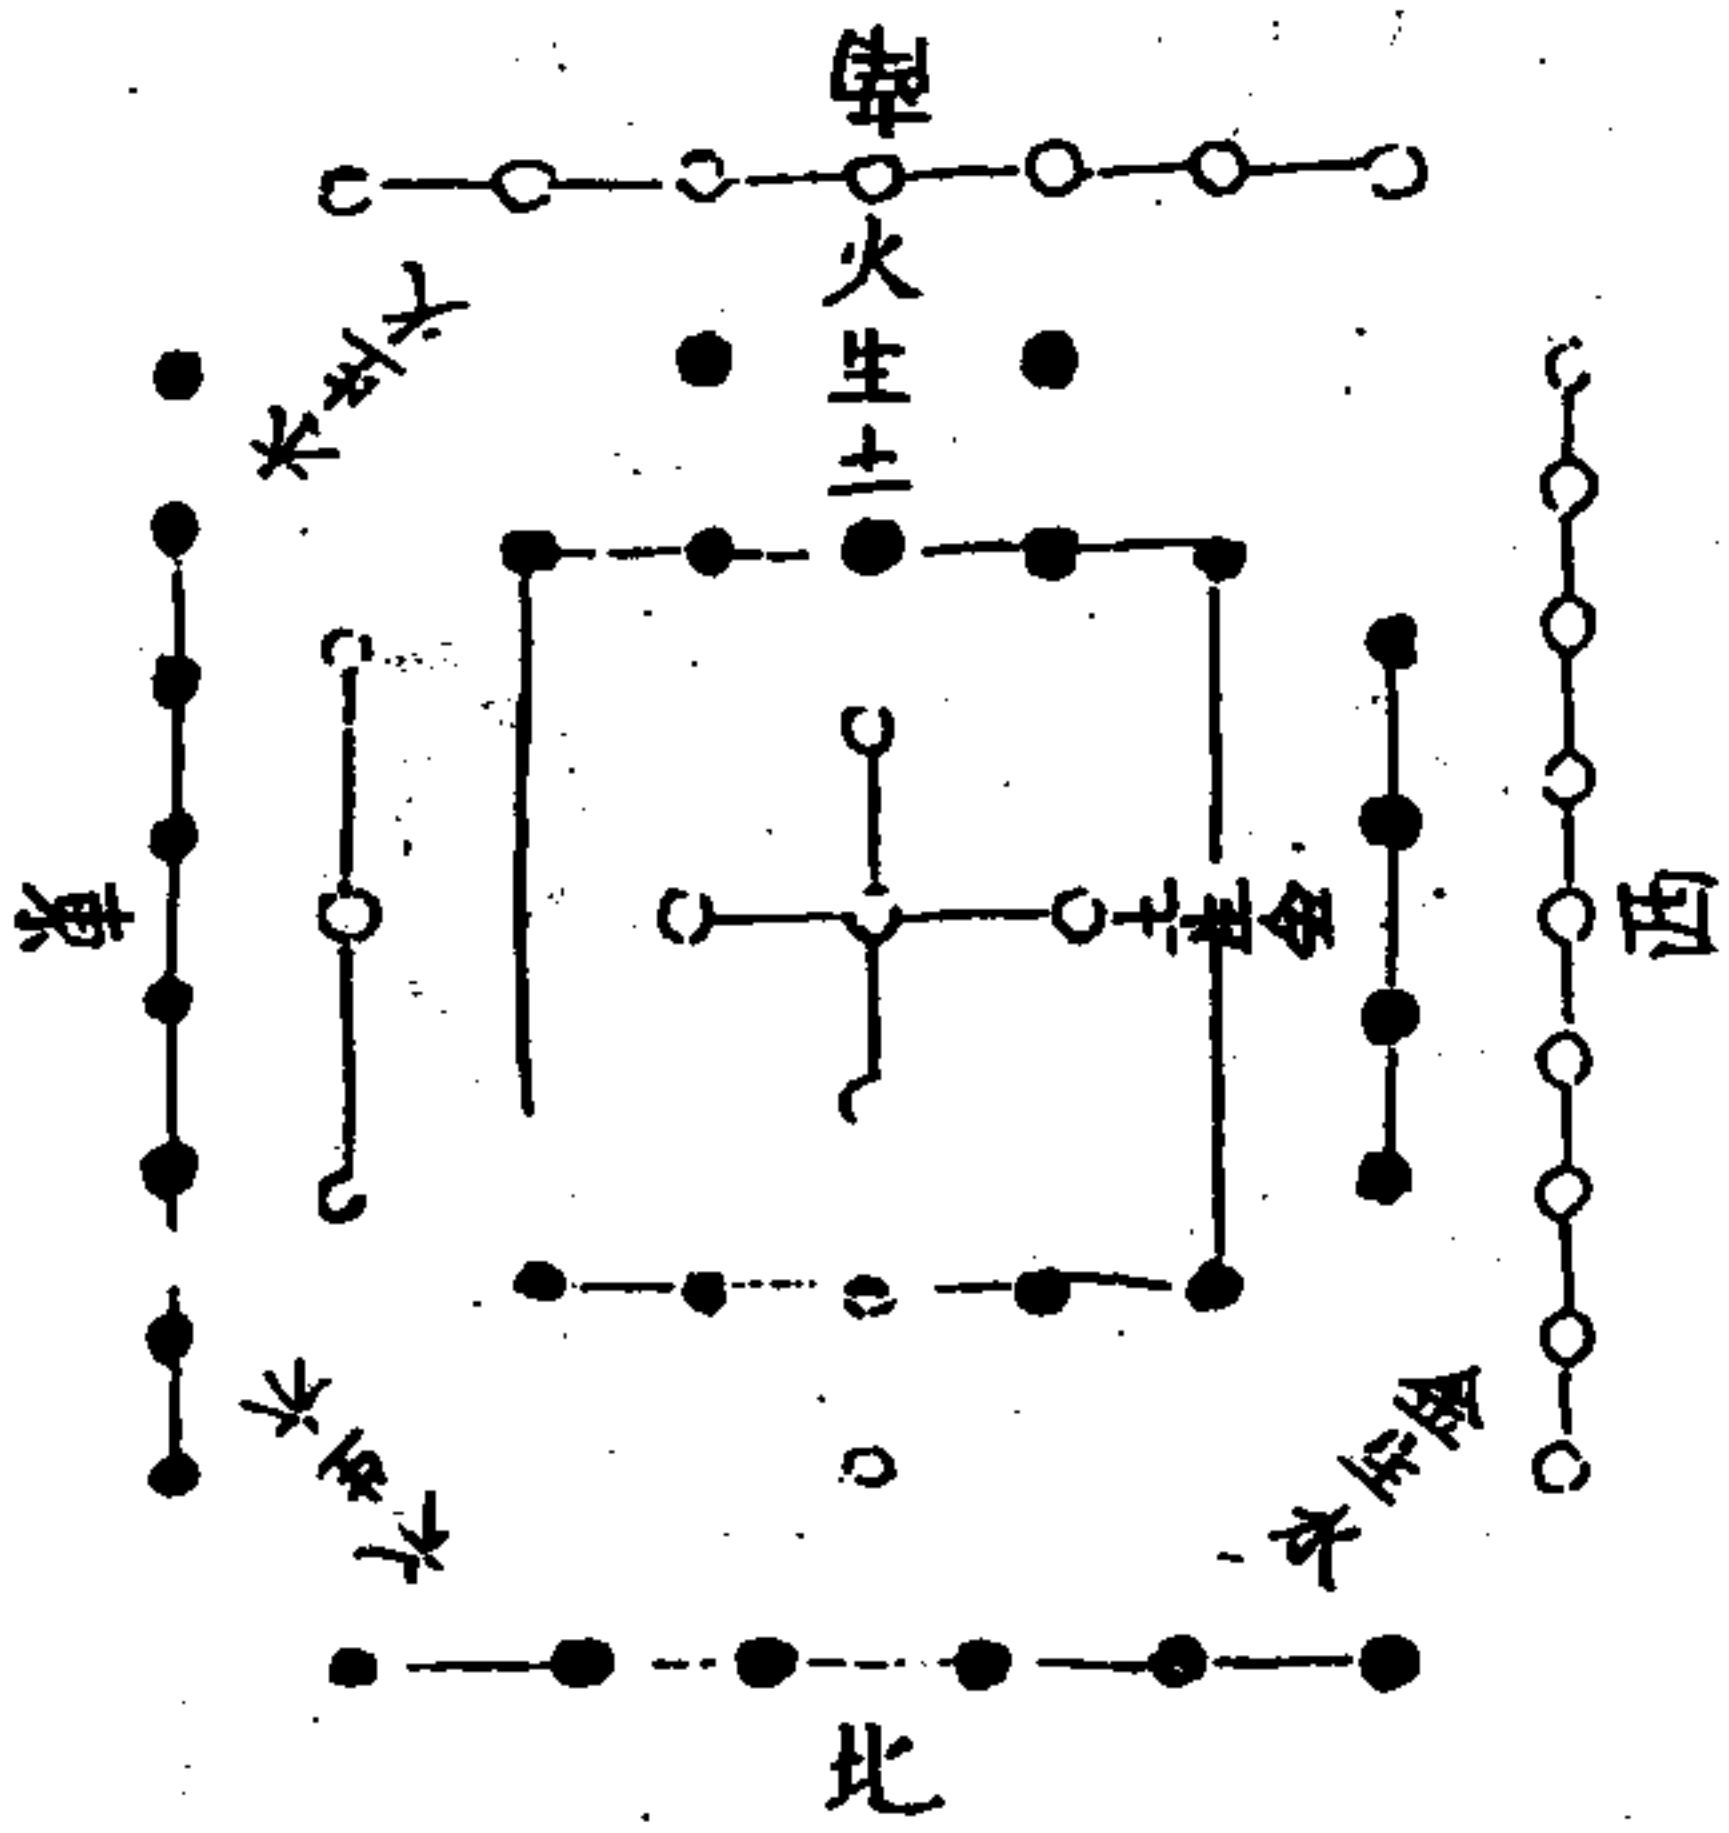 南
火生土
木生火
土生金
東
西
水生木
金生水
北